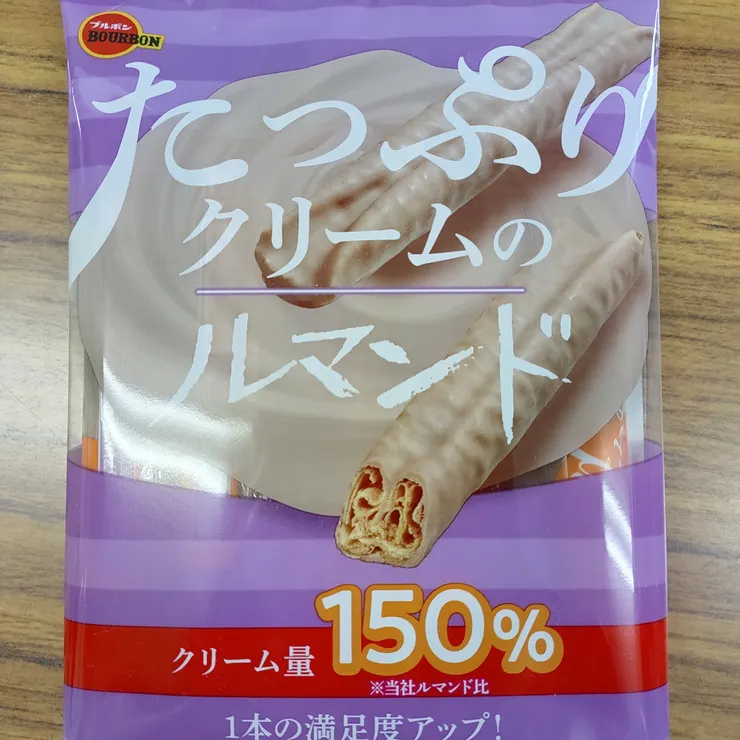 ブルボン
BOURBON
たっぷり
クリームの
ルマンド
クリーム量 150%
※当社ルマンド比
1本の満足度アップ!